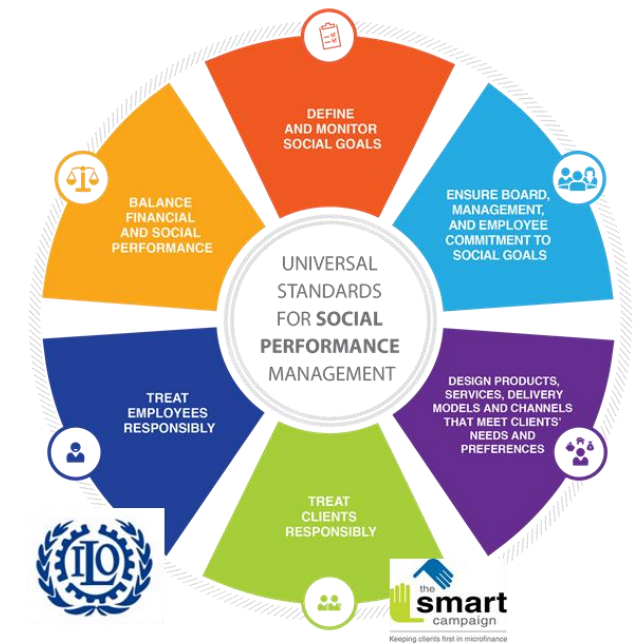 DEFINE
AND MONITOR
SOCIAL GOALS
ENSURE BOARD,
MANAGEMENT,
AND EMPLOYEE
COMMITMENT TO
SOCIAL GOALS
DESIGN PRODUCTS,
SERVICES, DELIVERY
MODELS AND CHANNELS
THAT MEET CLIENTS'
NEEDS AND
PREFERENCES
TREAT
CLIENTS
RESPONSIBLY
TREAT
EMPLOYEES
RESPONSIBLY
BALANCE
FINANCIAL
AND SOCIAL
PERFORMANCE
UNIVERSAL
STANDARDS
FOR SOCIAL
PERFORMANCE
MANAGEMENT
ILO
the
smart
campaign
Keeping clients first in microfinance